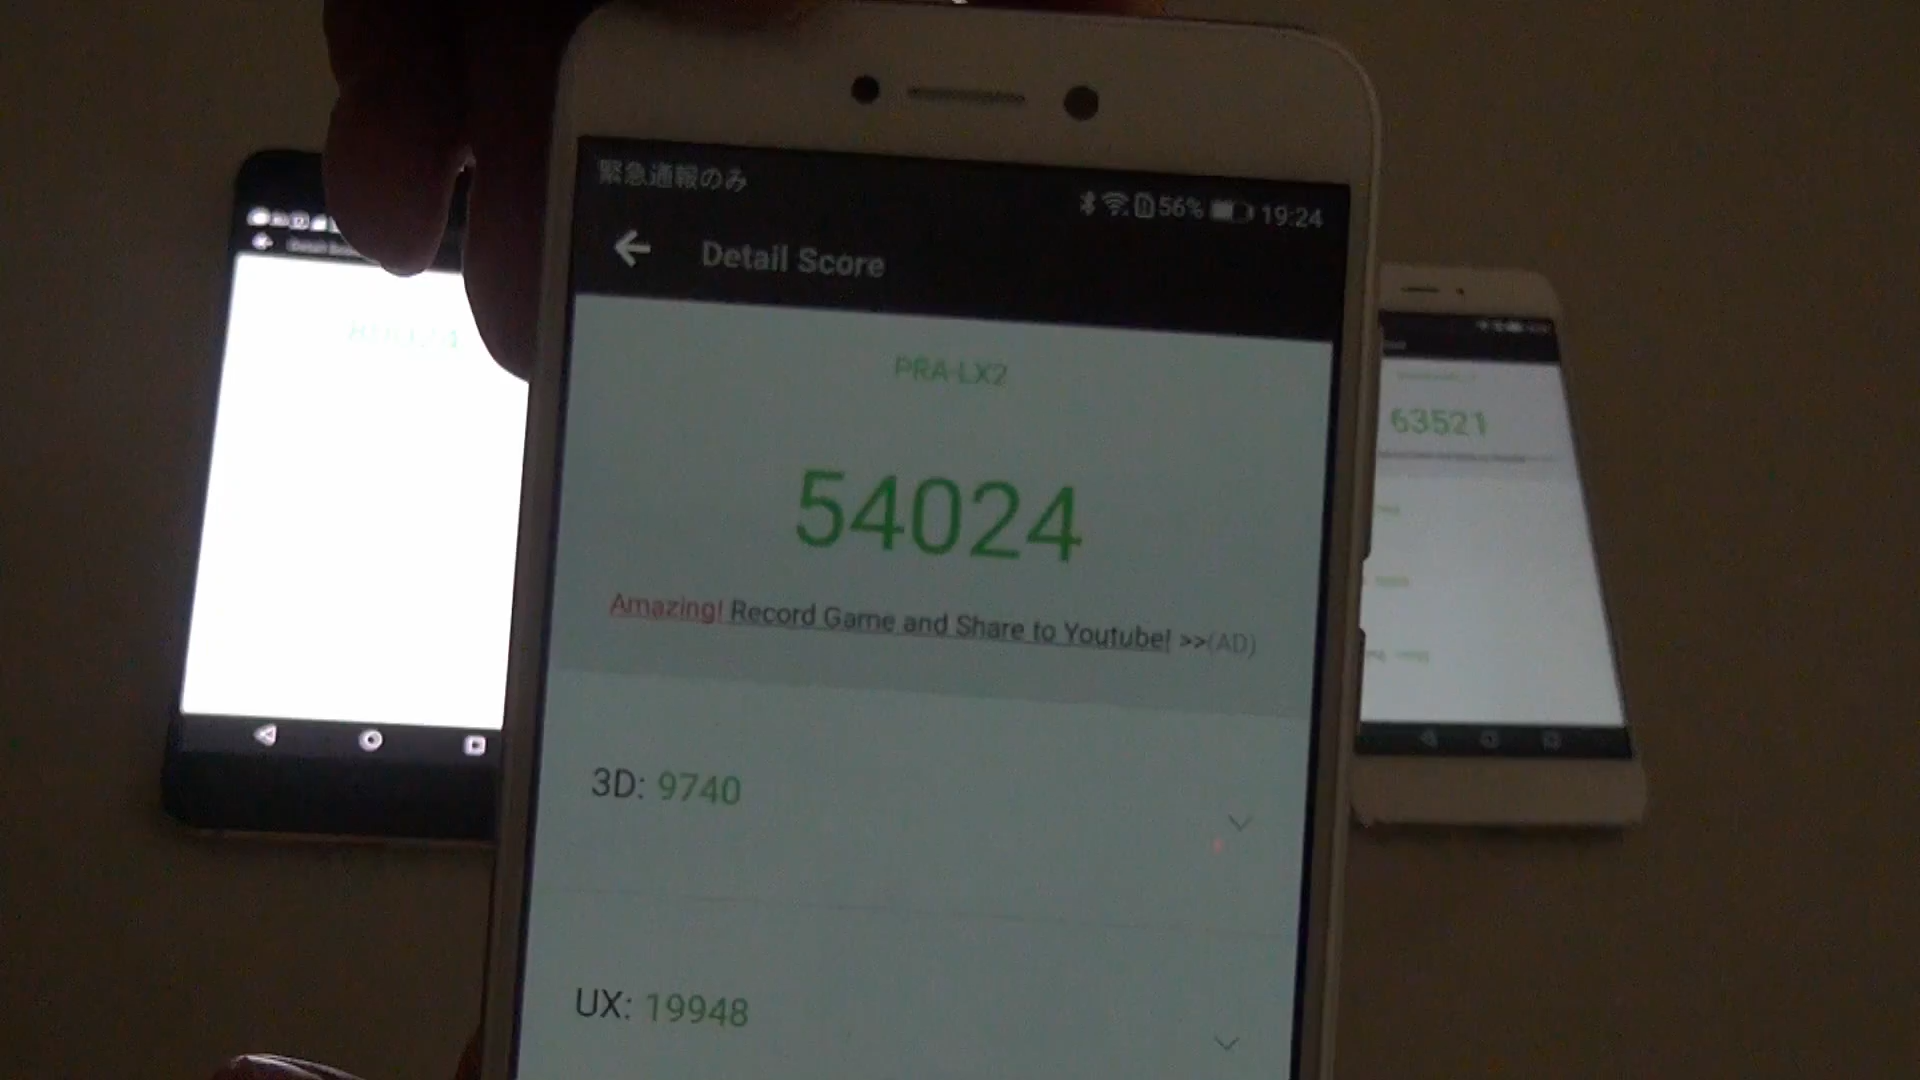 緊急通報のみ
56% 19:24
Detail Score
PRA-LX2
54024
Amazing! Record Game and Share to Youtube! >>(AD)
3D: 9740
UX: 19948
63521